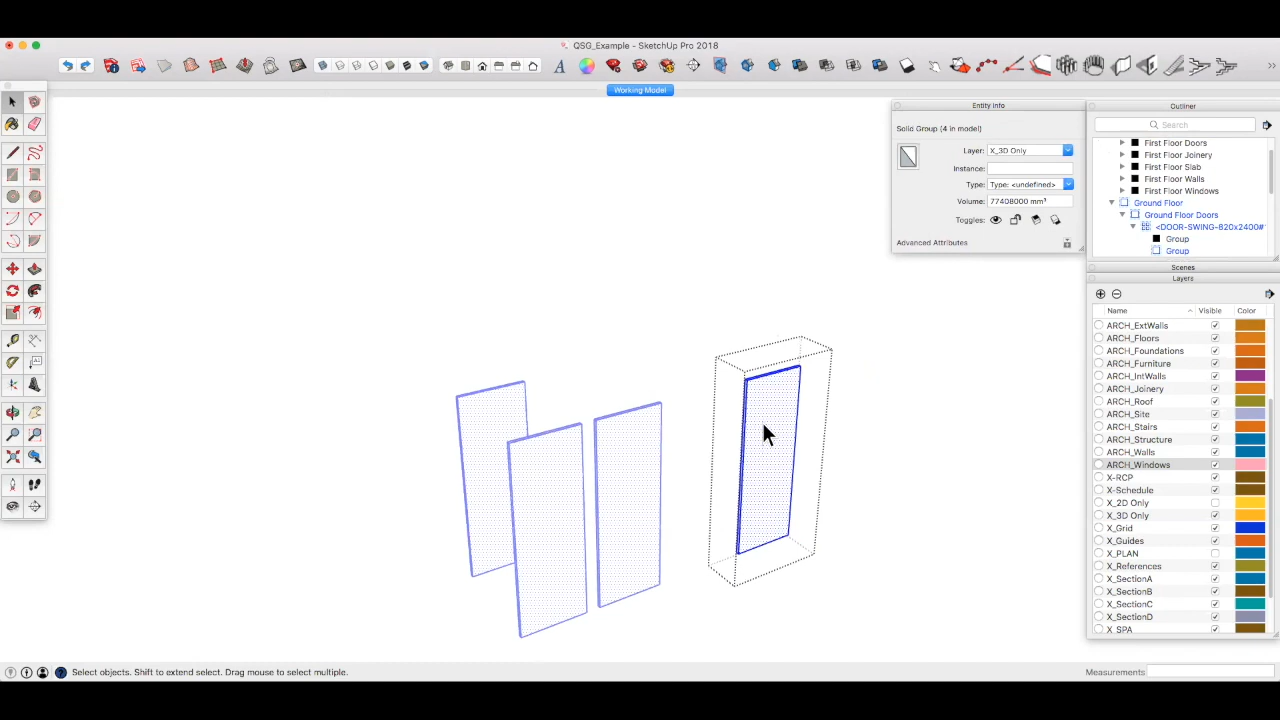 QSG_Example - SketchUp Pro 2018
Working Model
Entity Info
Solid Group (4 in model)
Layer: X_3D Only
Instance:
Type: Type: <undefined>
Volume: 77408000 mm³
Toggles:
Advanced Attributes
Outliner
Search
First Floor Doors
First Floor Joinery
First Floor Slab
First Floor Walls
First Floor Windows
Ground Floor
Ground Floor Doors
<DOOR-SWING-820x2400#
Group
Group
Scenes
Layers
Name Visible Color
ARCH_ExtWalls
ARCH_Floors
ARCH_Foundations
ARCH_Furniture
ARCH_IntWalls
ARCH_Joinery
ARCH_Roof
ARCH_Site
ARCH_Stairs
ARCH_Structure
ARCH_Walls
ARCH_Windows
X-RCP
X-Schedule
X_2D Only
X_3D Only
X_Grid
X_Guides
X_PLAN
X_References
X_SectionA
X_SectionB
X_SectionC
X_SectionD
X_SPA
Select objects. Shift to extend select. Drag mouse to select multiple.
Measurements